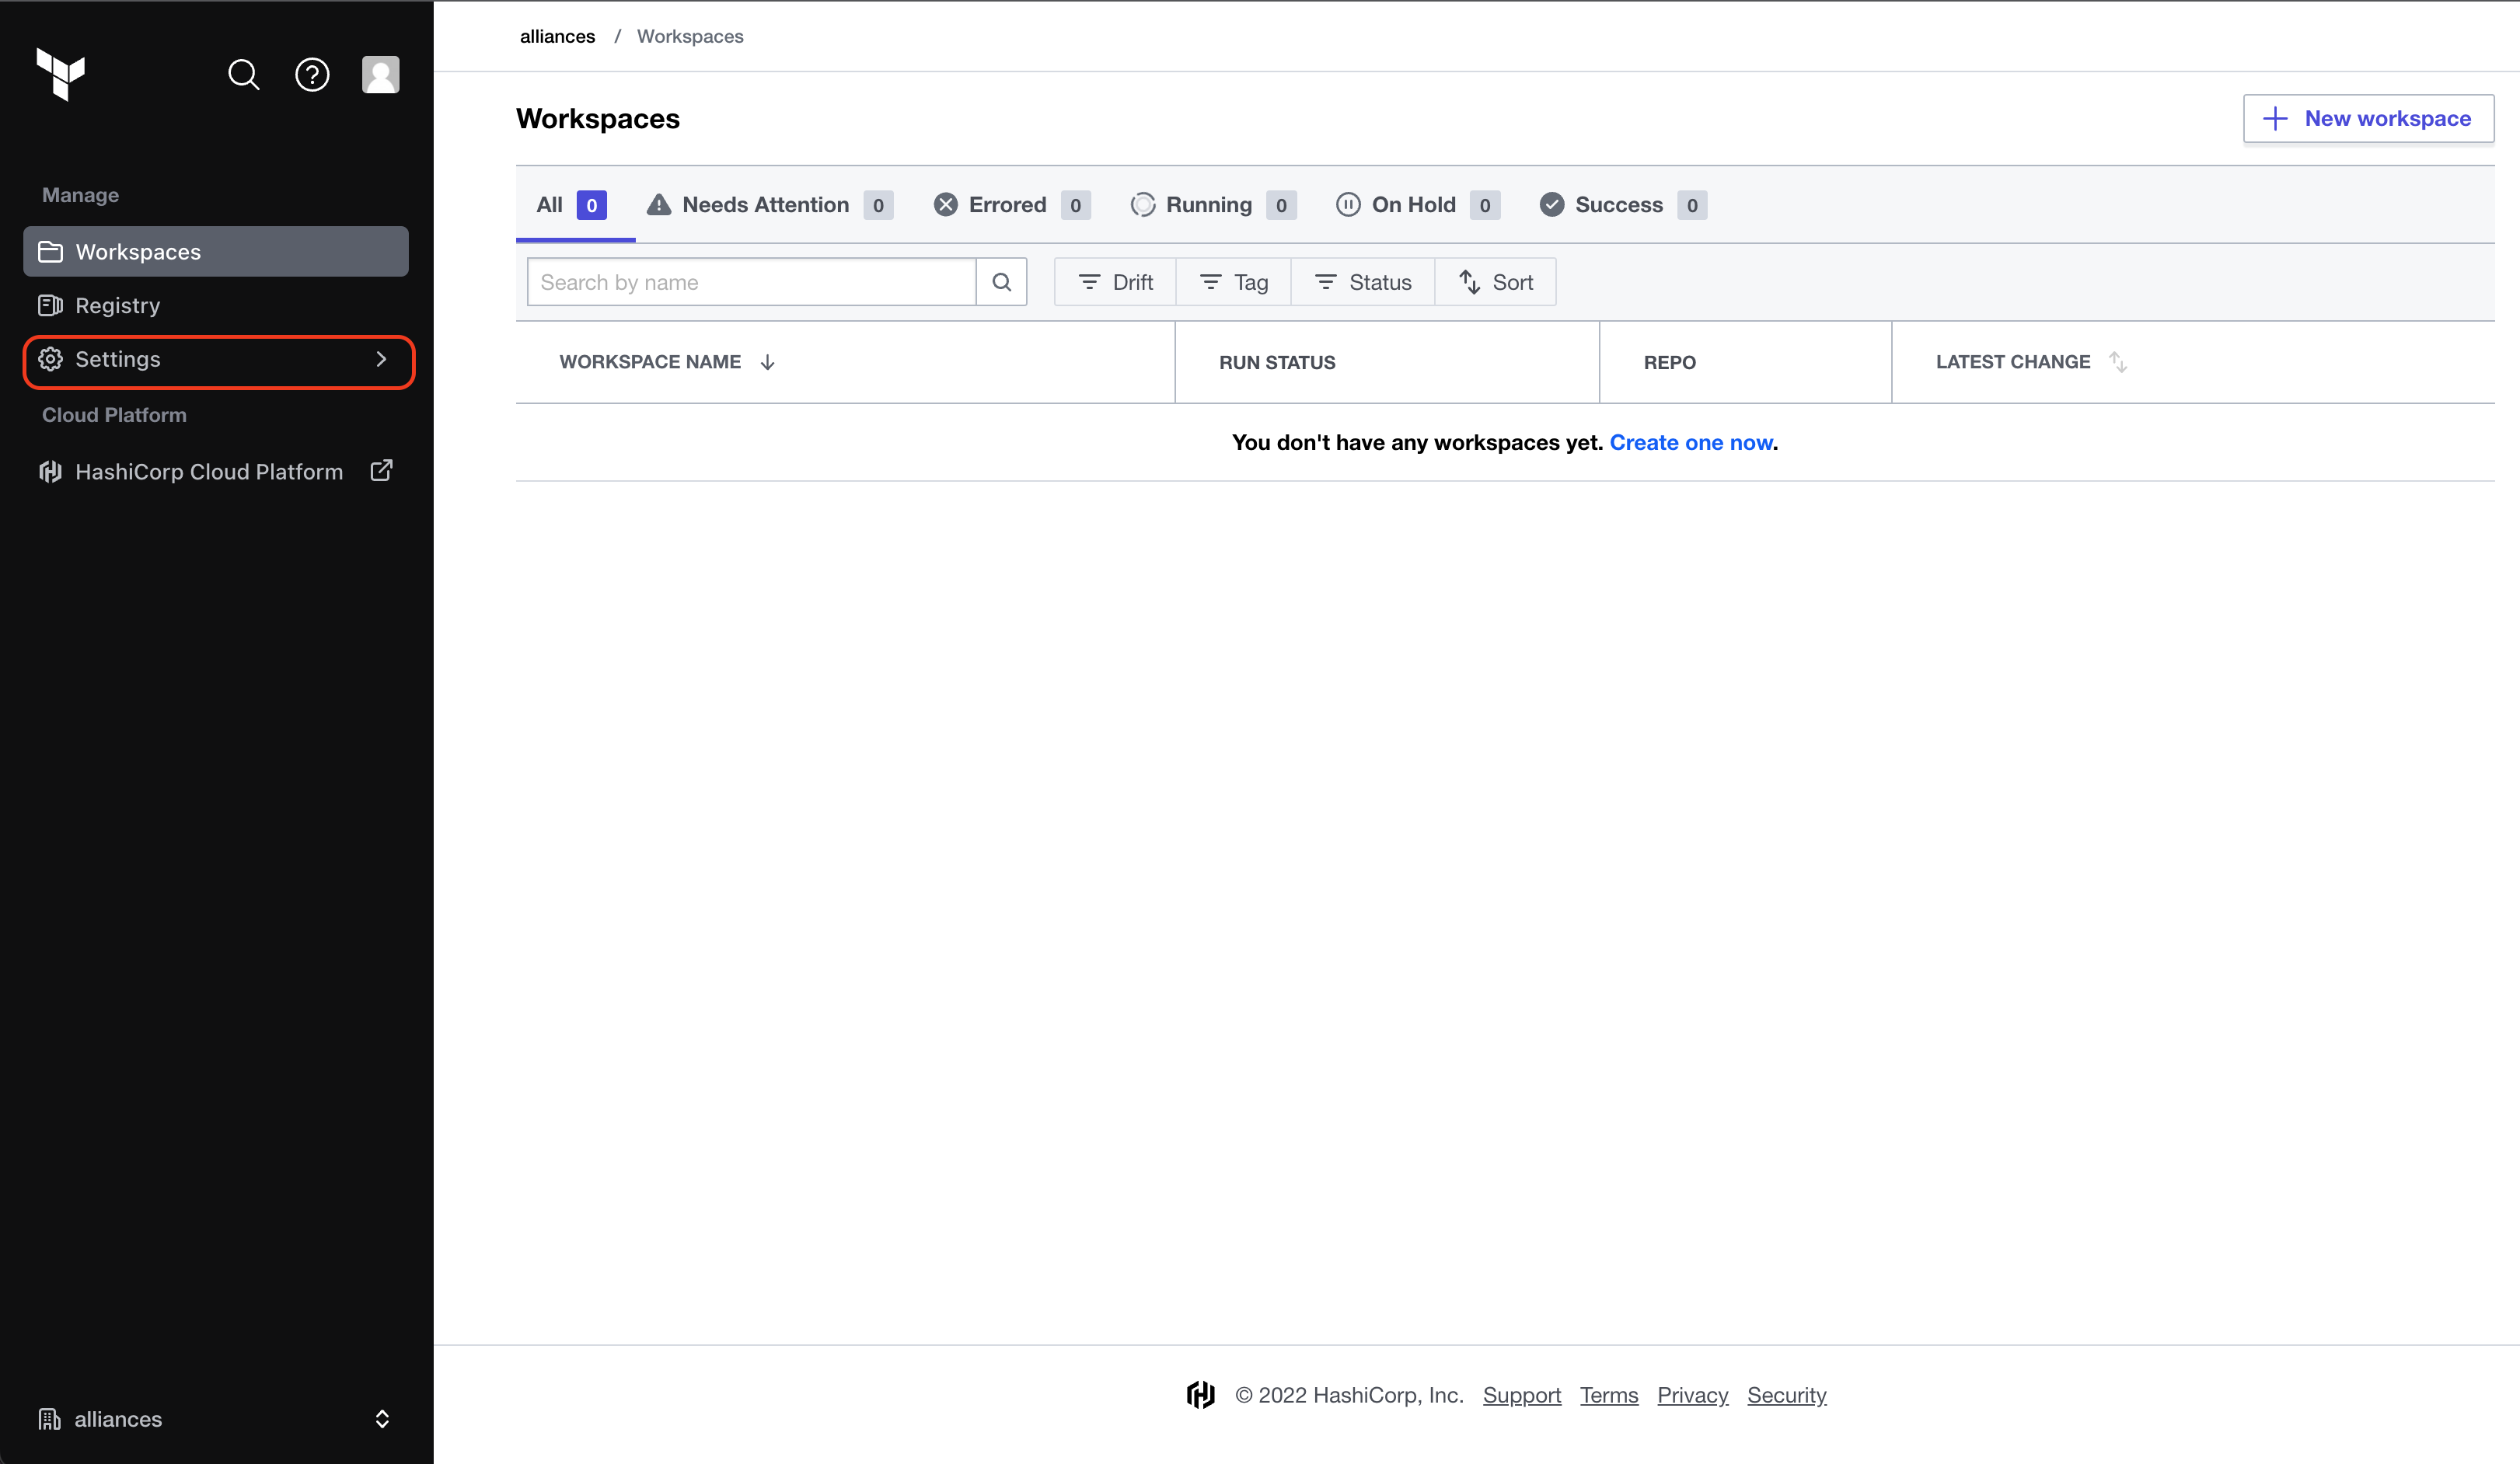 alliances / Workspaces
Manage
Workspaces
Registry
Settings
Cloud Platform
HashiCorp Cloud Platform
alliances
Workspaces
New workspace
All 0 Needs Attention 0 Errored 0 Running 0 On Hold 0 Success 0
Search by name Drift Tag Status Sort
WORKSPACE NAME RUN STATUS REPO LATEST CHANGE
You don't have any workspaces yet. Create one now.
© 2022 HashiCorp, Inc. Support Terms Privacy Security